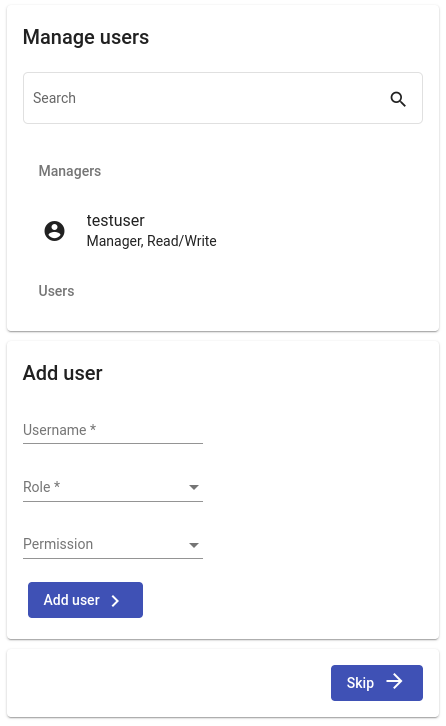 Manage users
Search
Managers
testuser
Manager, Read/Write
Users
Add user
Username *
Role *
Permission
Add user
Skip